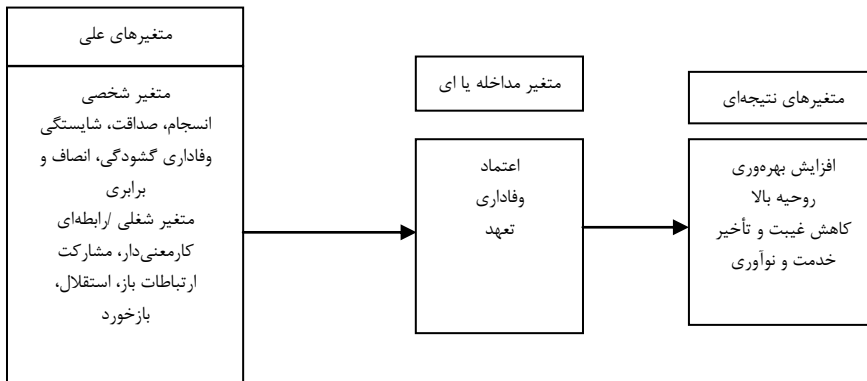 متغیرهای علی
متغیر شخصی
انسجام، صداقت، شایستگی
وفاداری گشودگی، انصاف و
برابری
متغیر شغلی /رابطه‌ای
کارمعنی‌دار، مشارکت
ارتباطات باز، استقلال،
بازخورد
متغیر مداخله یا ای
اعتماد
وفاداری
تعهد
متغیرهای نتیجه‌ای
افزایش بهره‌وری
روحیه بالا
کاهش غیبت و تأخیر
خدمت و نوآوری